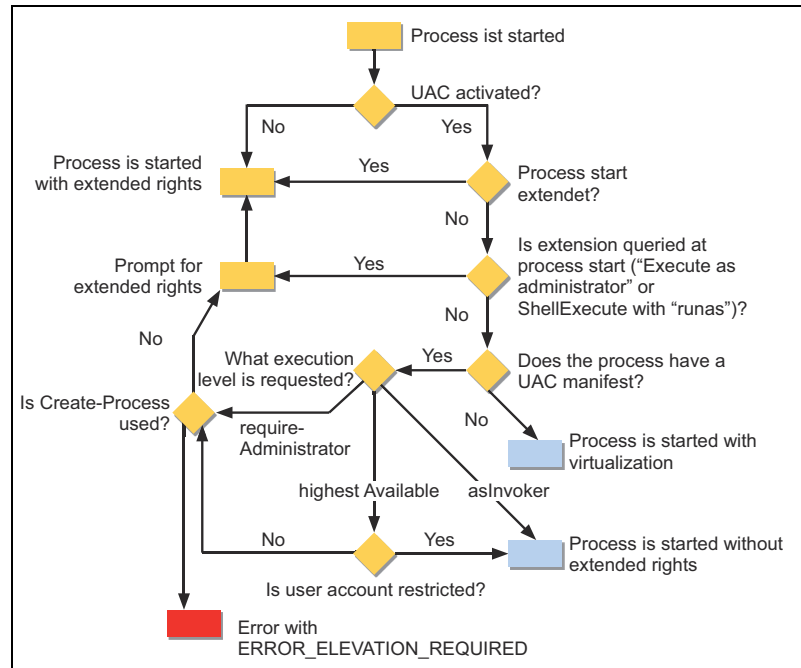 Process ist started
UAC activated?
No
Yes
Process is started
with extended rights
Yes
Process start
extendet?
No
Prompt for
extended rights
Yes
Is extension queried at
process start (“Execute as
administrator” or
ShellExecute with “runas”)?
No
No
What execution
level is requested?
Yes
Does the process have a
UAC manifest?
Is Create-Process
used?
require-
Administrator
No
Process is started with
virtualization
highest Available
asInvoker
No
Yes
Process is started without
extended rights
Is user account restricted?
Error with
ERROR_ELEVATION_REQUIRED